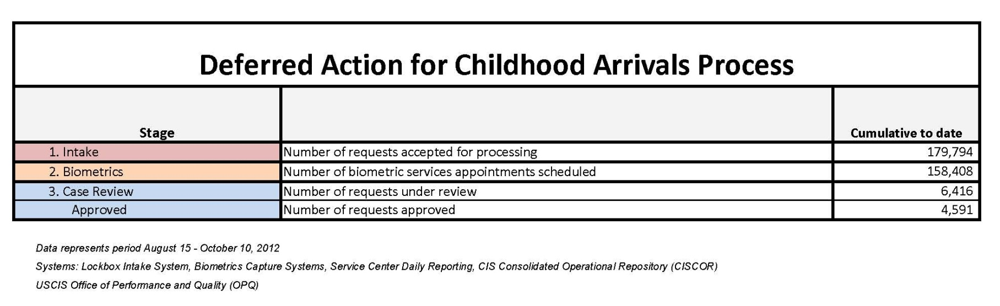 Deferred Action for Childhood Arrivals Process
Stage Cumulative to date
1. Intake Number of requests accepted for processing 179,794
2. Biometrics Number of biometric services appointments scheduled 158,408
3. Case Review Number of requests under review 6,416
Approved Number of requests approved 4,591
Data represents period August 15 - October 10, 2012
Systems: Lockbox Intake System, Biometrics Capture Systems, Service Center Daily Reporting, CIS Consolidated Operational Repository (CISCOR)
USCIS Office of Performance and Quality (OPQ)